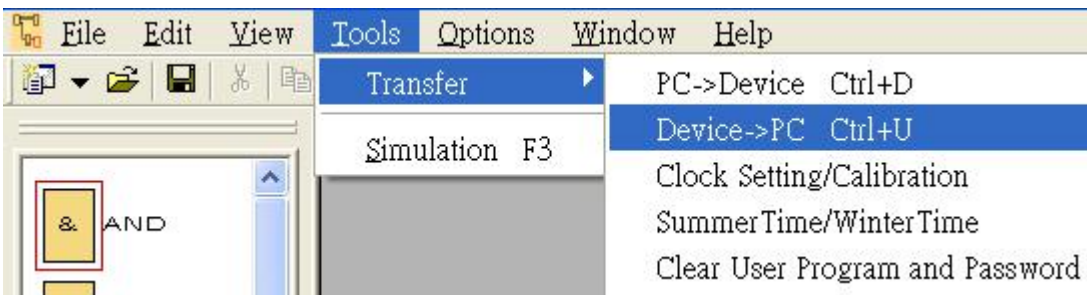 File Edit View Tools Options Window Help
Transfer
Simulation F3
PC->Device Ctrl+D
Device->PC Ctrl+U
Clock Setting/Calibration
SummerTime/WinterTime
Clear User Program and Password
& AND